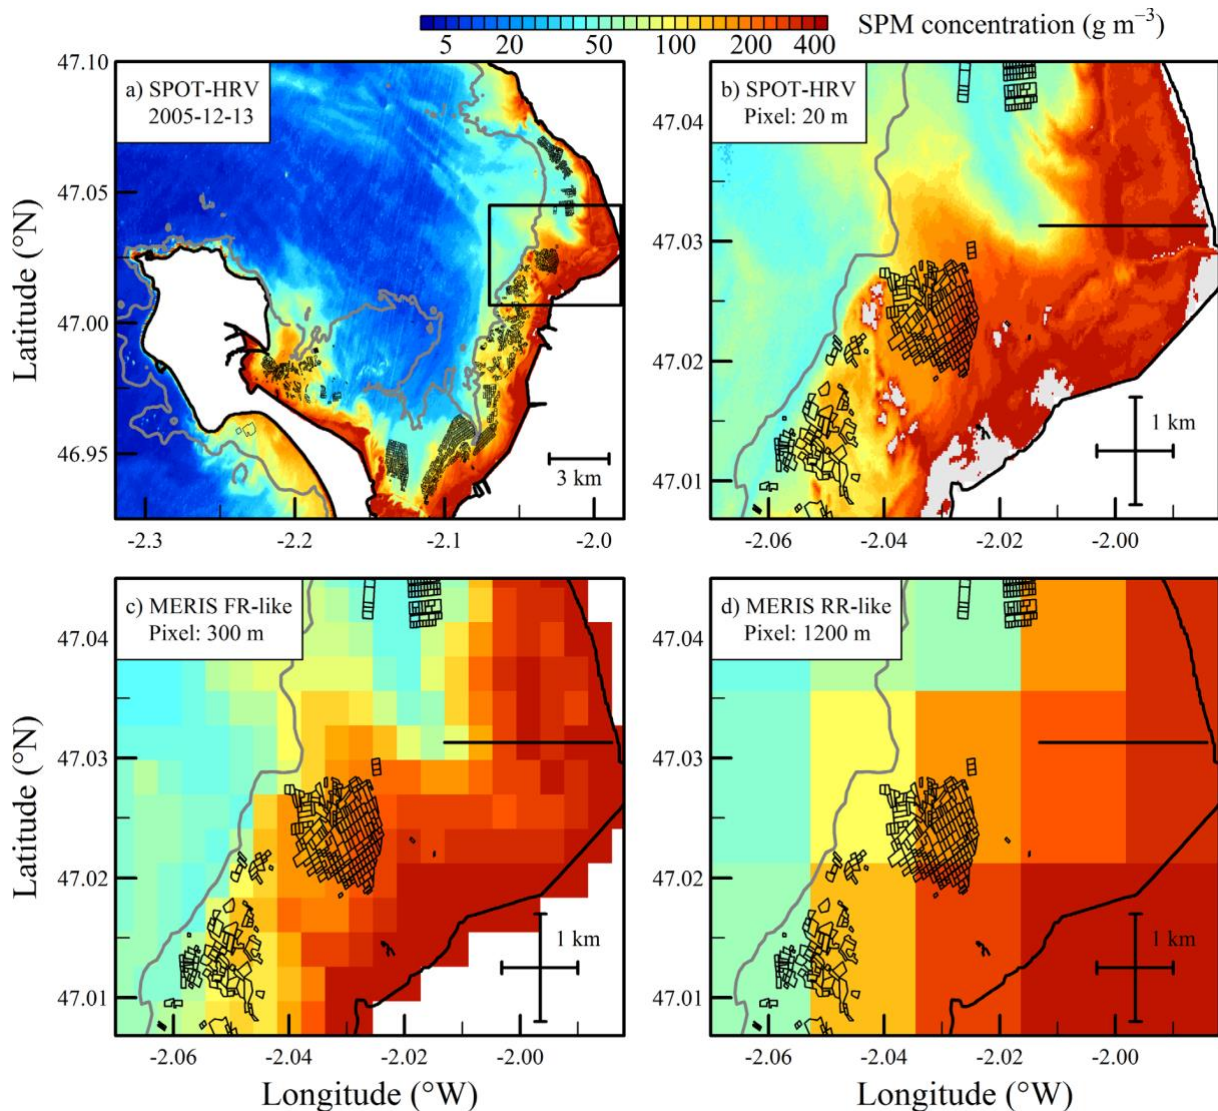 SPM concentration (g m⁻³)
5 20 50 100 200 400
a) SPOT-HRV
2005-12-13
47.10
47.05
47.00
46.95
Latitude (°N)
3 km
-2.3 -2.2 -2.1 -2.0
b) SPOT-HRV
Pixel: 20 m
47.04
47.03
47.02
47.01
1 km
-2.06 -2.04 -2.02 -2.00
c) MERIS FR-like
Pixel: 300 m
47.04
47.03
47.02
47.01
Latitude (°N)
1 km
-2.06 -2.04 -2.02 -2.00
Longitude (°W)
d) MERIS RR-like
Pixel: 1200 m
47.04
47.03
47.02
47.01
1 km
-2.06 -2.04 -2.02 -2.00
Longitude (°W)